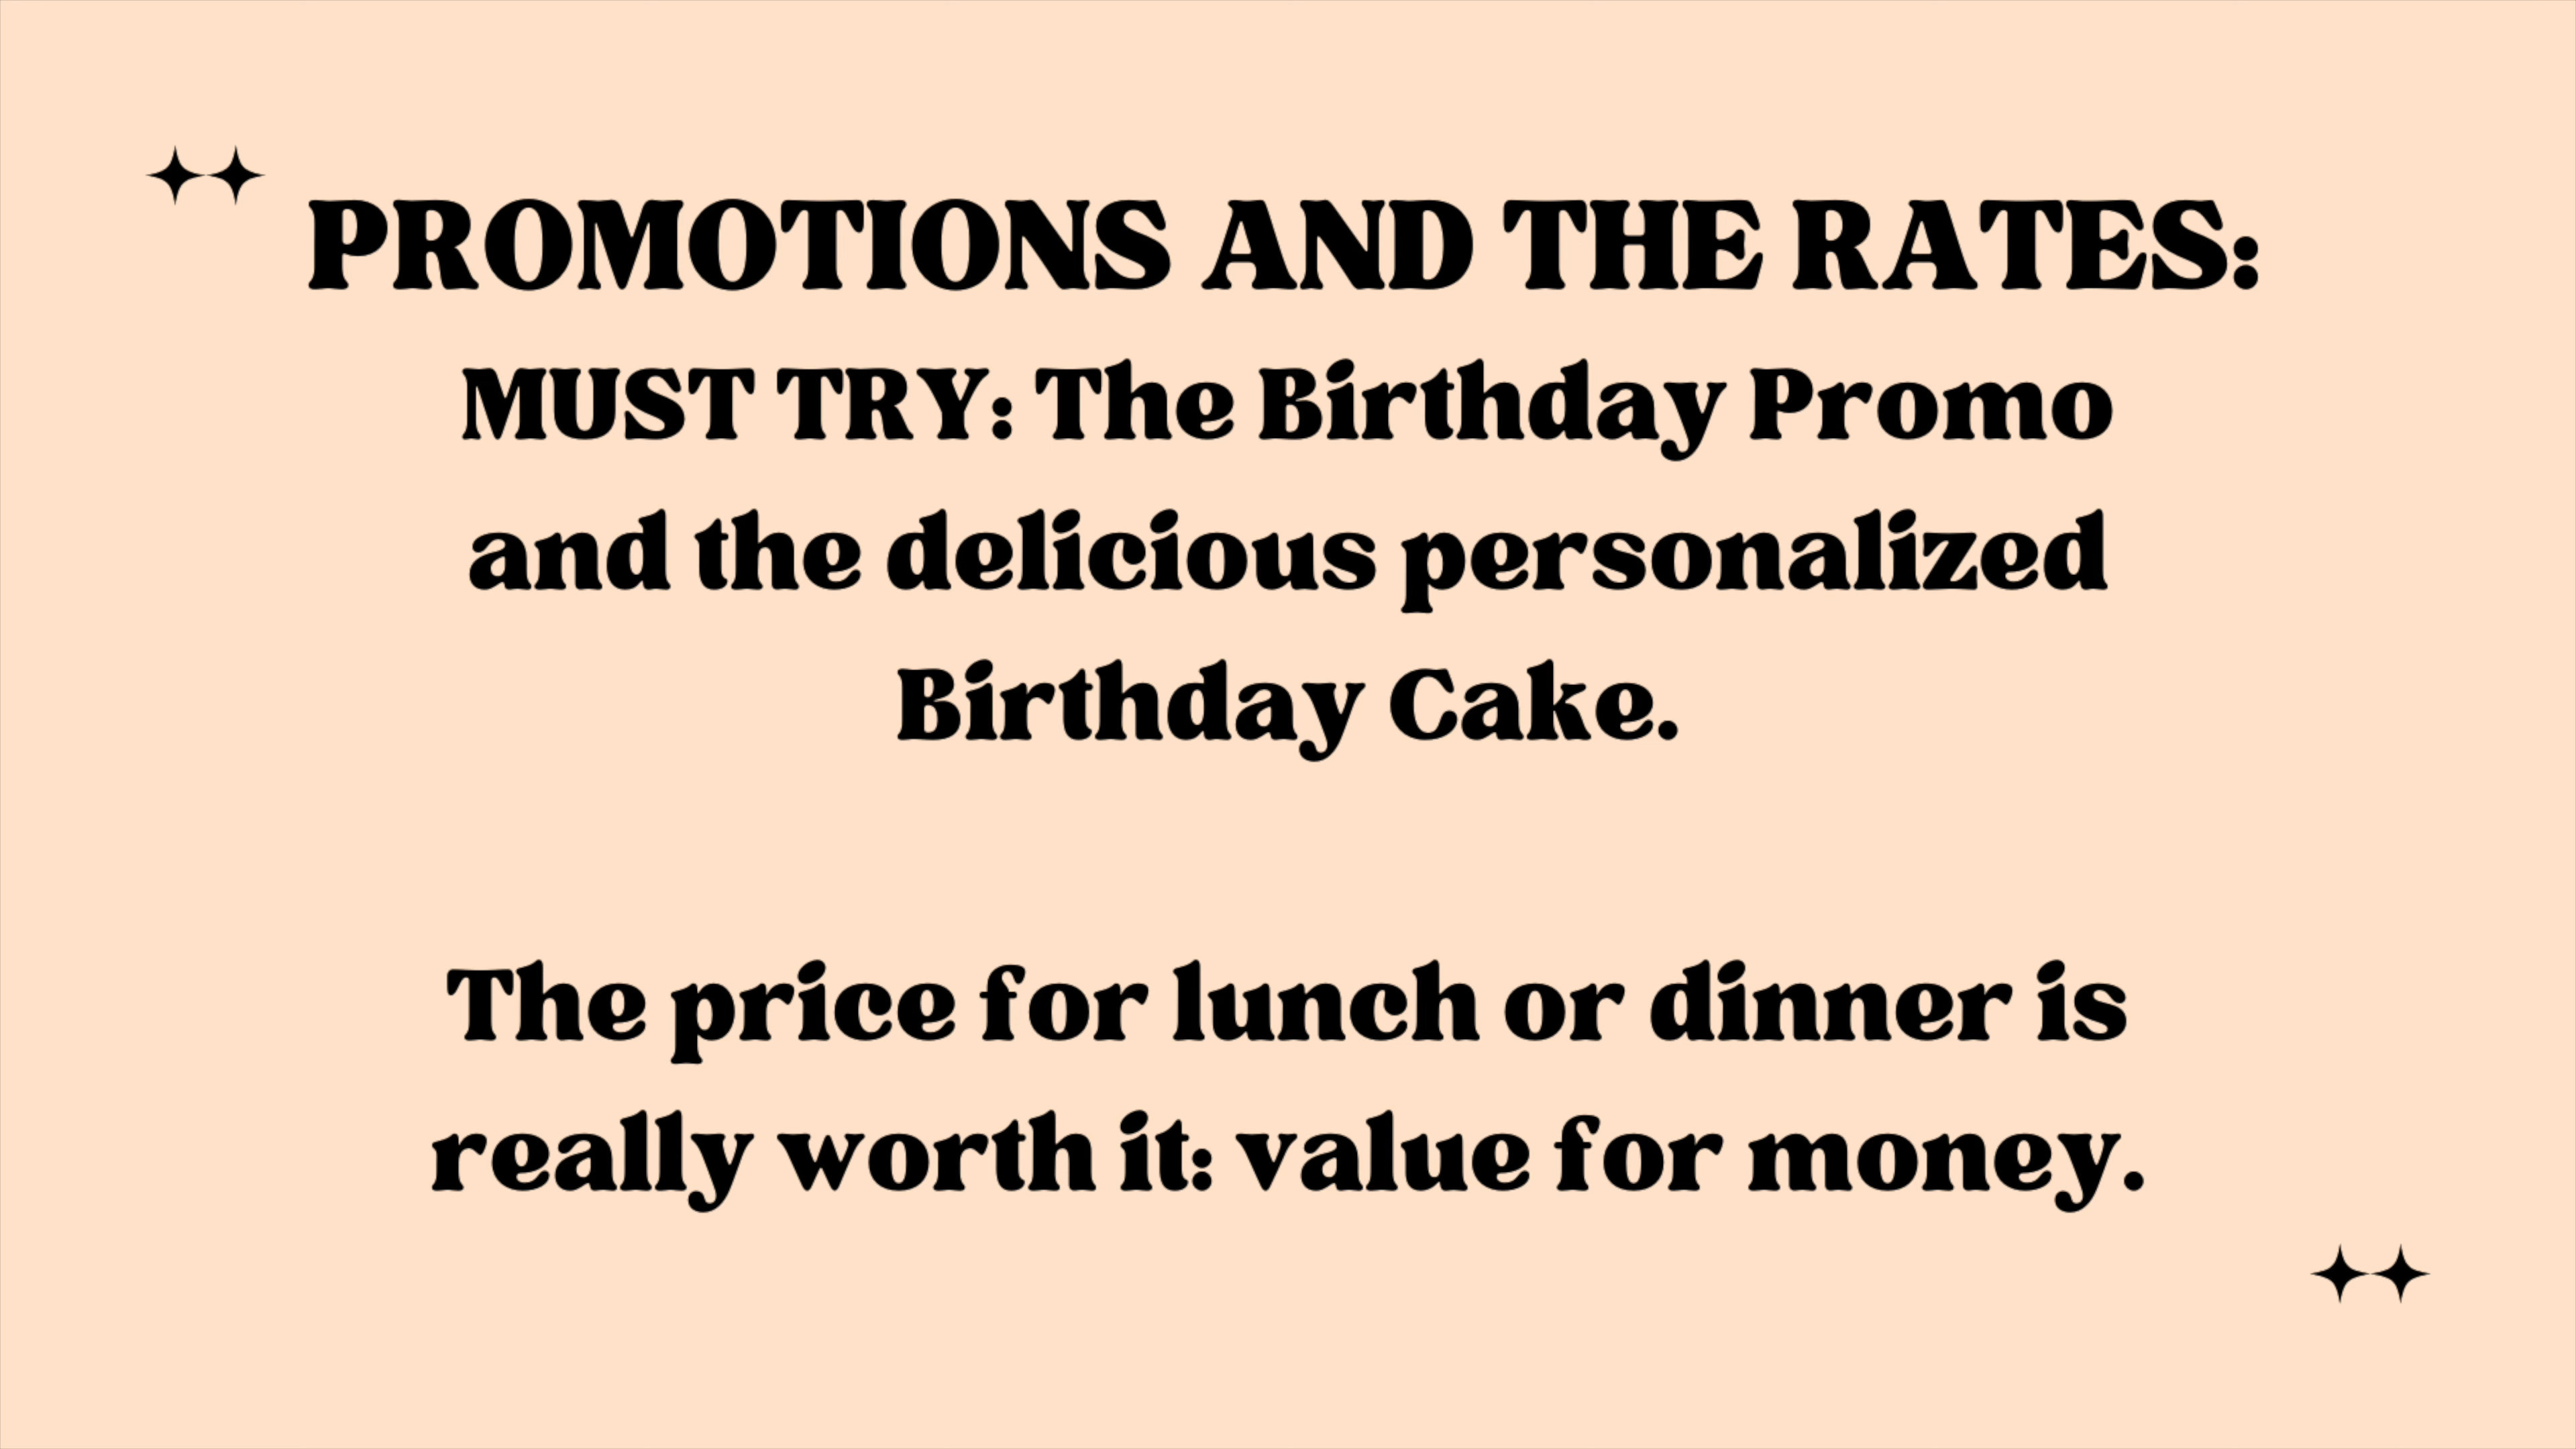 PROMOTIONS AND THE RATES:
MUST TRY: The Birthday Promo
and the delicious personalized
Birthday Cake.
The price for lunch or dinner is
really worth it: value for money.